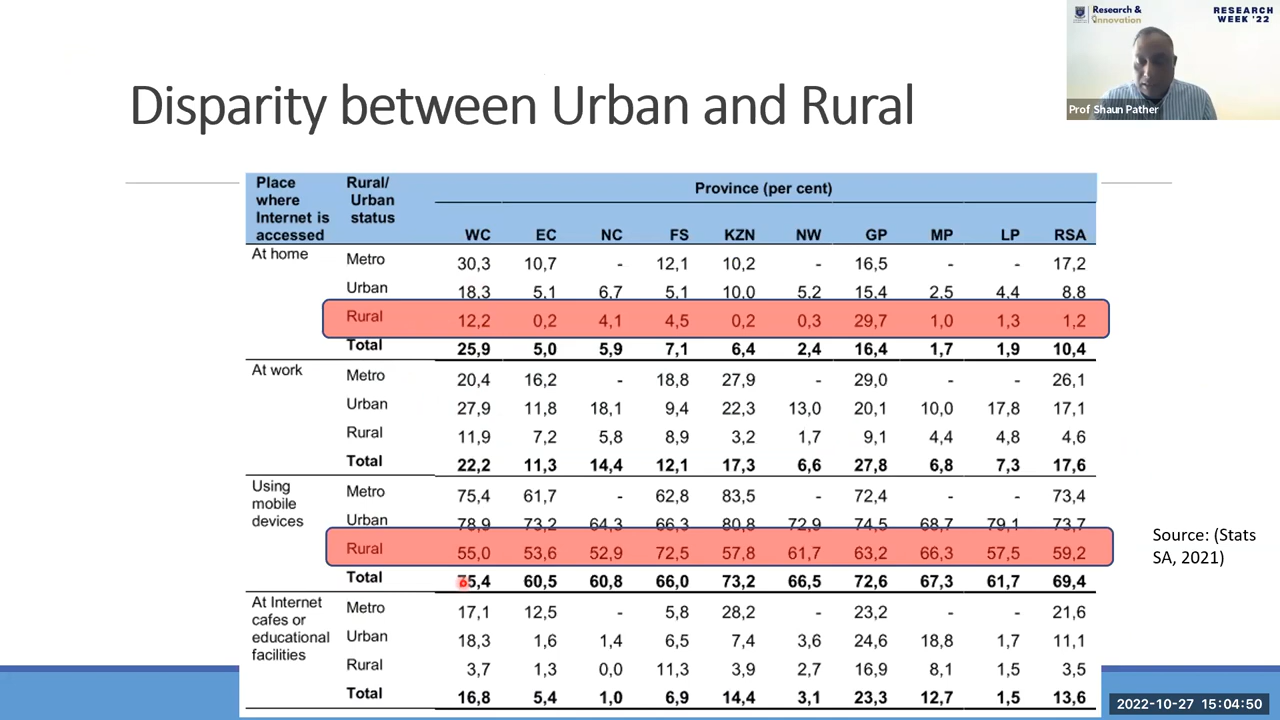 Research &
Innovation
RESEARCH
WEEK '22
Prof Shaun Pather
Disparity between Urban and Rural
Place where Internet is accessed Rural/ Urban status Province (per cent)
WC EC NC FS KZN NW GP MP LP RSA
At home Metro 30,3 10,7 - 12,1 10,2 - 16,5 - - 17,2
Urban 18,3 5,1 6,7 5,1 10,0 5,2 15,4 2,5 4,4 8,8
Rural 12,2 0,2 4,1 4,5 0,2 0,3 29,7 1,0 1,3 1,2
Total 25,9 5,0 5,9 7,1 6,4 2,4 16,4 1,7 1,9 10,4
At work Metro 20,4 16,2 - 18,8 27,9 - 29,0 - - 26,1
Urban 27,9 11,8 18,1 9,4 22,3 13,0 20,1 10,0 17,8 17,1
Rural 11,9 7,2 5,8 8,9 3,2 1,7 9,1 4,4 4,8 4,6
Total 22,2 11,3 14,4 12,1 17,3 6,6 27,8 6,8 7,3 17,6
Using mobile devices Metro 75,4 61,7 - 62,8 83,5 - 72,4 - - 73,4
Urban 78,9 73,2 64,3 66,3 80,8 72,9 74,5 68,7 79,1 73,7
Rural 55,0 53,6 52,9 72,5 57,8 61,7 63,2 66,3 57,5 59,2
Total 75,4 60,5 60,8 66,0 73,2 66,5 72,6 67,3 61,7 69,4
At Internet cafes or educational facilities Metro 17,1 12,5 - 5,8 28,2 - 23,2 - - 21,6
Urban 18,3 1,6 1,4 6,5 7,4 3,6 24,6 18,8 1,7 11,1
Rural 3,7 1,3 0,0 11,3 3,9 2,7 16,9 8,1 1,5 3,5
Total 16,8 5,4 1,0 6,9 14,4 3,1 23,3 12,7 1,5 13,6
Source: (Stats
SA, 2021)
2022-10-27 15:04:50